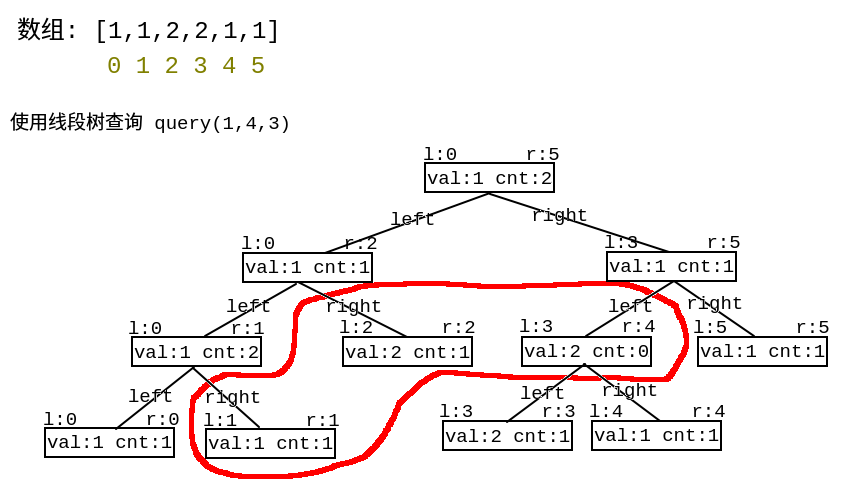 数组: [1,1,2,2,1,1]
0 1 2 3 4 5
使用线段树查询 query(1,4,3)
l:0 r:5
val:1 cnt:2
left right
l:0 r:2 l:3 r:5
val:1 cnt:1 val:1 cnt:1
left right left right
l:0 r:1 l:2 r:2 l:3 r:4 l:5 r:5
val:1 cnt:2 val:2 cnt:1 val:2 cnt:0 val:1 cnt:1
left right left right
l:0 r:0 l:1 r:1 l:3 r:3 l:4 r:4
val:1 cnt:1 val:1 cnt:1 val:2 cnt:1 val:1 cnt:1